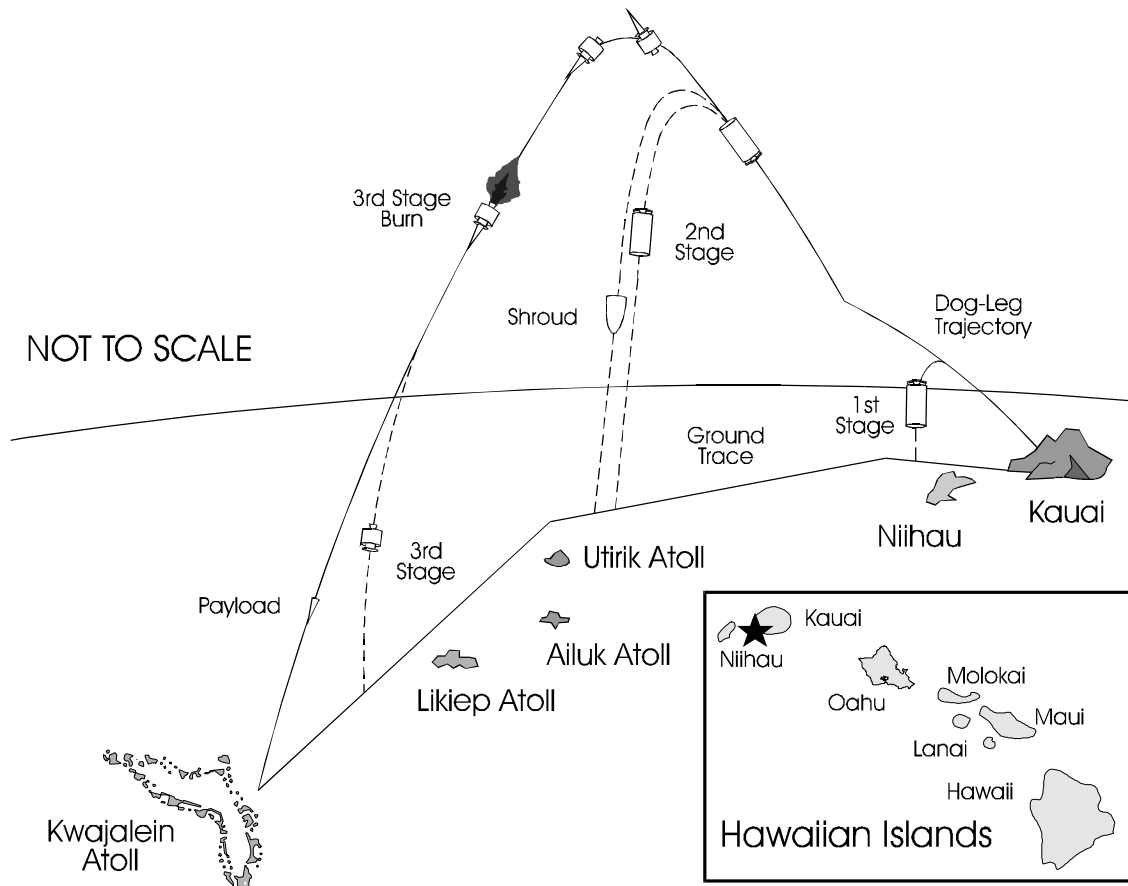 3rd Stage
Burn
2nd
Stage
Shroud
Dog-Leg
Trajectory
NOT TO SCALE
1st
Stage
Ground
Trace
Kauai
Niihau
Utirik Atoll
3rd
Stage
Payload
Ailuk Atoll
Likiep Atoll
Kwajalein
Atoll
Kauai
Niihau
Oahu
Molokai
Maui
Lanai
Hawaii
Hawaiian Islands